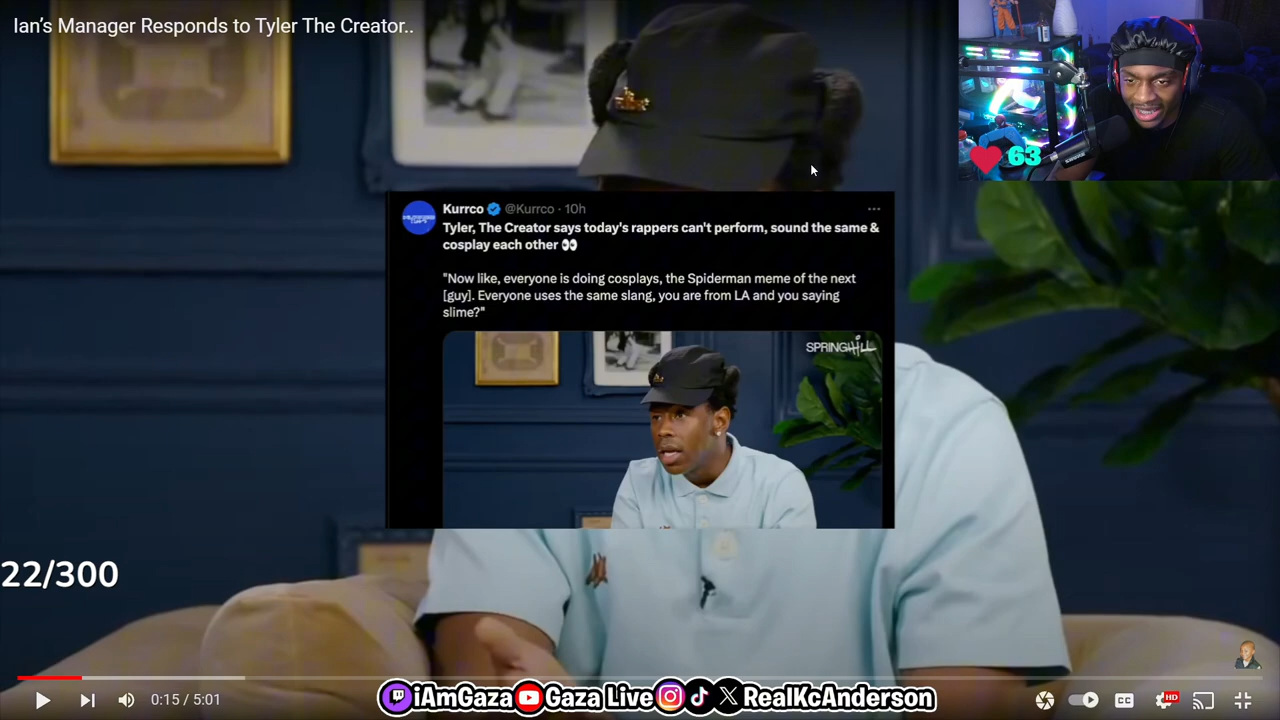 Ian’s Manager Responds to Tyler The Creator..
63
Kurrco @Kurrco · 10h
Tyler, The Creator says today's rappers can't perform, sound the same &
cosplay each other 👀
"Now like, everyone is doing cosplays, the Spiderman meme of the next
[guy]. Everyone uses the same slang, you are from LA and you saying
slime?"
SPRINGHILL
22/300
0:15 / 5:01
iAmGaza Gaza Live RealKcAnderson
CC
HD